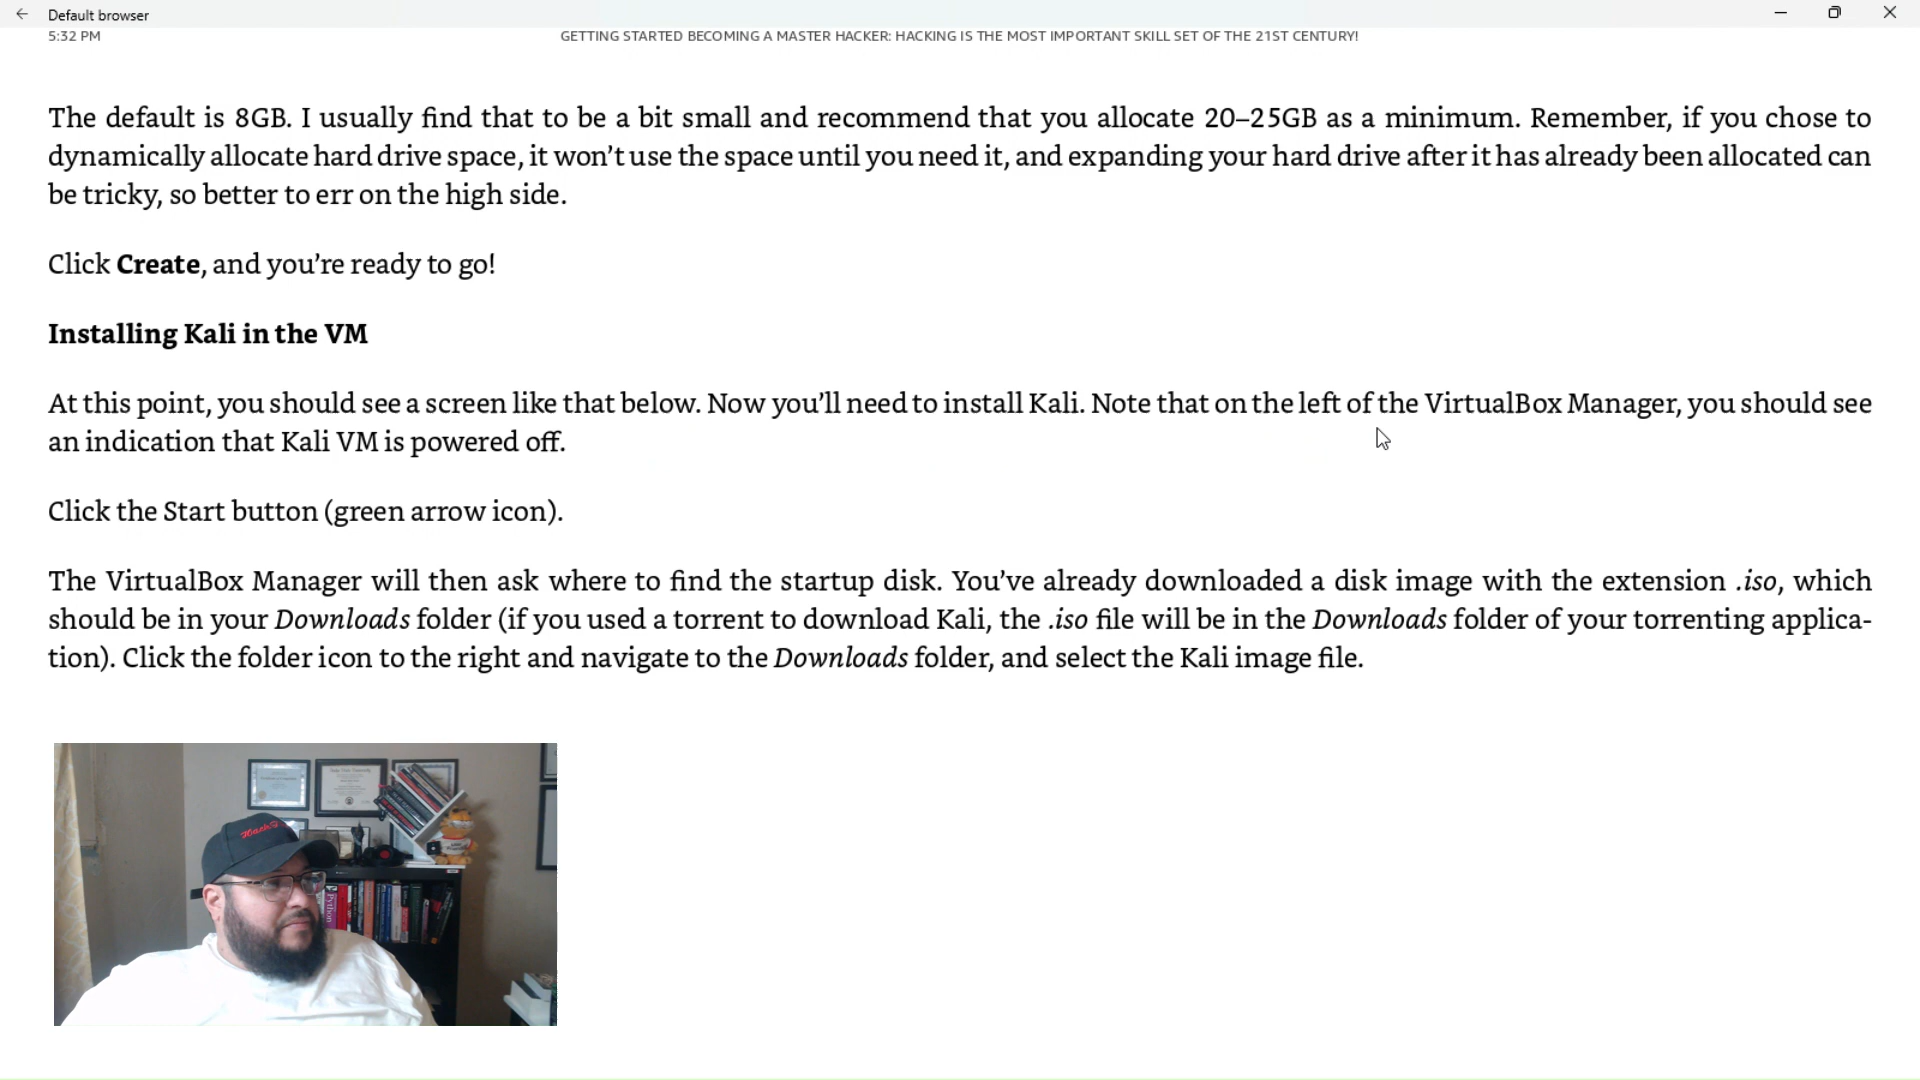 Default browser
5:32 PM
GETTING STARTED BECOMING A MASTER HACKER: HACKING IS THE MOST IMPORTANT SKILL SET OF THE 21ST CENTURY!
The default is 8GB. I usually find that to be a bit small and recommend that you allocate 20–25GB as a minimum. Remember, if you chose to
dynamically allocate hard drive space, it won’t use the space until you need it, and expanding your hard drive after it has already been allocated can
be tricky, so better to err on the high side.
Click Create, and you’re ready to go!
Installing Kali in the VM
At this point, you should see a screen like that below. Now you’ll need to install Kali. Note that on the left of the VirtualBox Manager, you should see
an indication that Kali VM is powered off.
Click the Start button (green arrow icon).
The VirtualBox Manager will then ask where to find the startup disk. You’ve already downloaded a disk image with the extension .iso, which
should be in your Downloads folder (if you used a torrent to download Kali, the .iso file will be in the Downloads folder of your torrenting applica-
tion). Click the folder icon to the right and navigate to the Downloads folder, and select the Kali image file.
Python